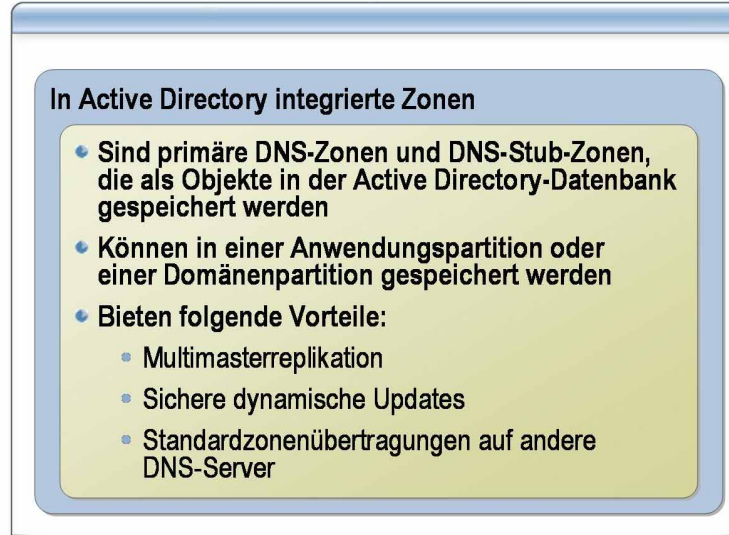 In Active Directory integrierte Zonen
Sind primäre DNS-Zonen und DNS-Stub-Zonen,
die als Objekte in der Active Directory-Datenbank
gespeichert werden
Können in einer Anwendungspartition oder
einer Domänenpartition gespeichert werden
Bieten folgende Vorteile:
Multimasterreplikation
Sichere dynamische Updates
Standardzonenübertragungen auf andere
DNS-Server